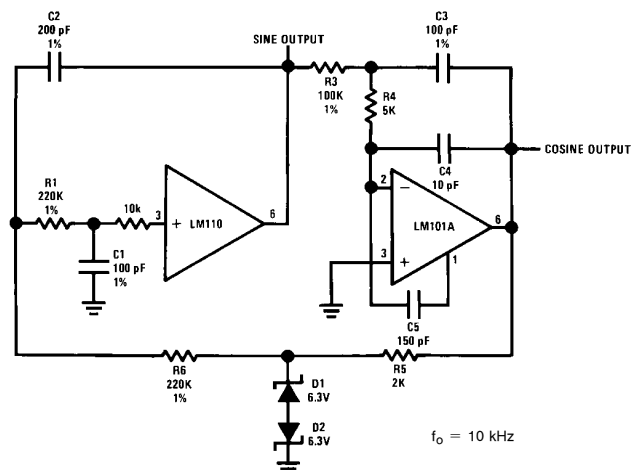 C2
200 pF
1%
SINE OUTPUT
C3
100 pF
1%
R3
100K
1%
R4
5K
C4
10 pF
COSINE OUTPUT
R1
220K
1%
10k
3
+
LM110
6
C1
100 pF
1%
2
−
LM101A
6
3
+
1
C5
150 pF
R6
220K
1%
R5
2K
D1
6.3V
D2
6.3V
fo = 10 kHz